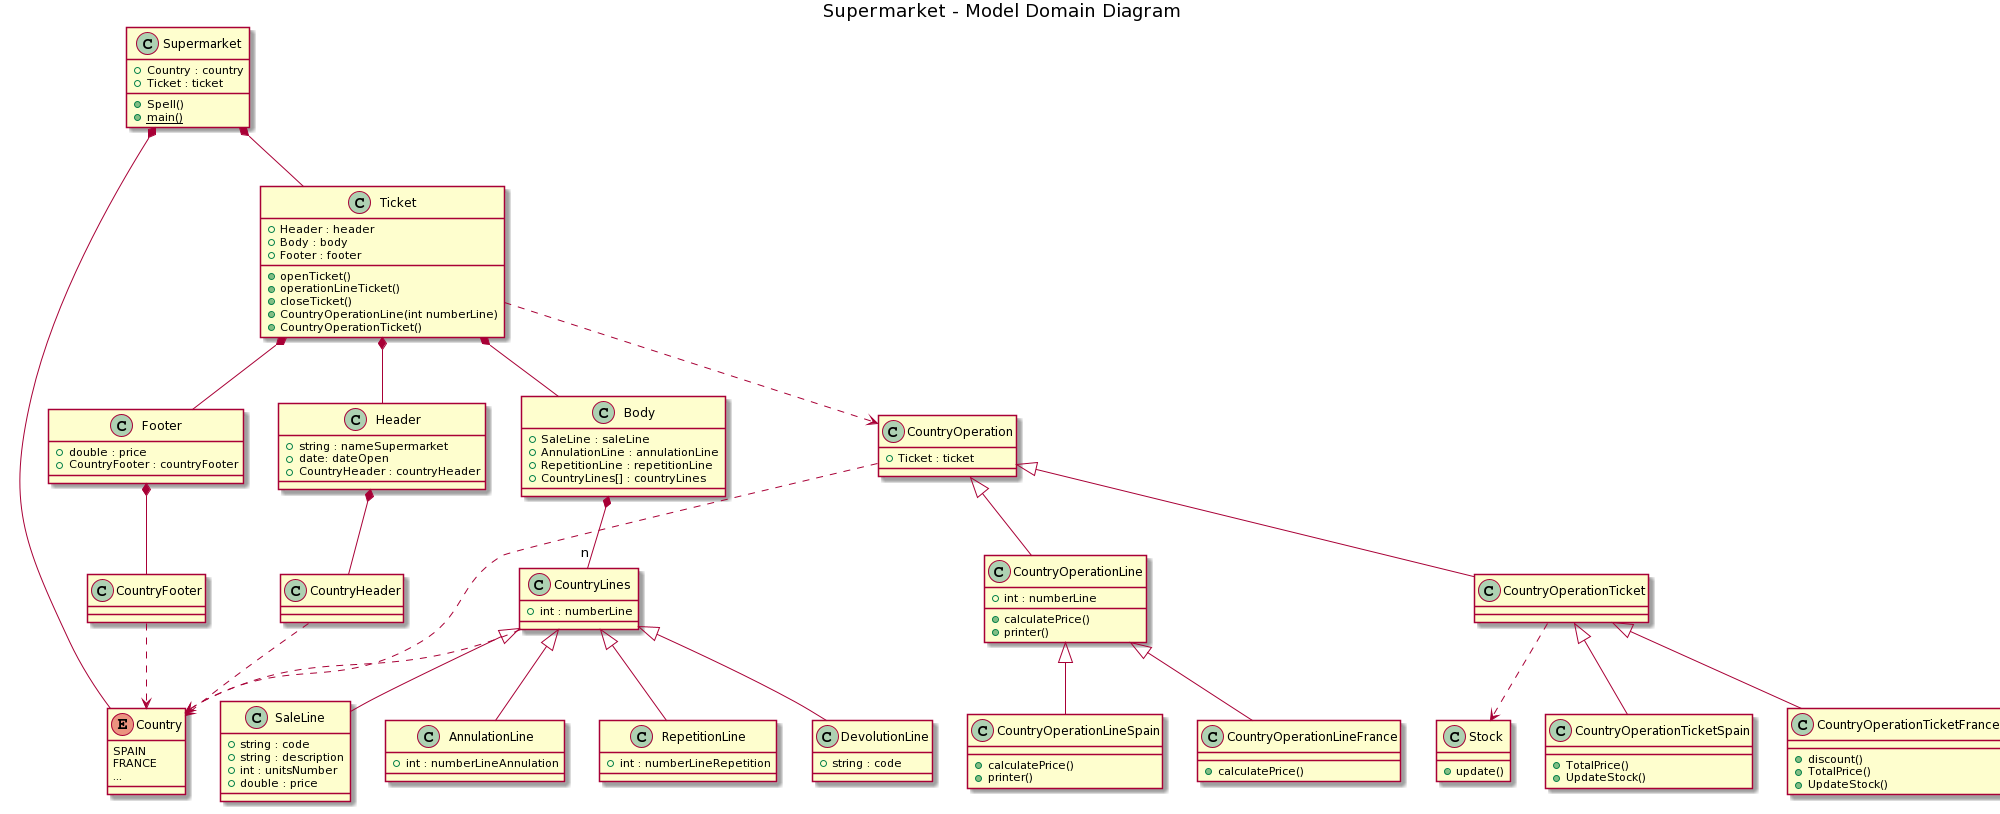 Supermarket - Model Domain Diagram
C Supermarket
Country : country
Ticket : ticket
Spell()
main()
C Ticket
Header : header
Body : body
Footer : footer
openTicket()
operationLineTicket()
closeTicket()
CountryOperationLine(int numberLine)
CountryOperationTicket()
C Footer
double : price
CountryFooter : countryFooter
C Header
string : nameSupermarket
date: dateOpen
CountryHeader : countryHeader
C Body
SaleLine : saleLine
AnnulationLine : annulationLine
RepetitionLine : repetitionLine
CountryLines[] : countryLines
C CountryOperation
Ticket : ticket
n
C CountryFooter
C CountryHeader
C CountryLines
int : numberLine
C CountryOperationLine
int : numberLine
calculatePrice()
printer()
C CountryOperationTicket
E Country
SPAIN
FRANCE
...
C SaleLine
string : code
string : description
int : unitsNumber
double : price
C AnnulationLine
int : numberLineAnnulation
C RepetitionLine
int : numberLineRepetition
C DevolutionLine
string : code
C CountryOperationLineSpain
calculatePrice()
printer()
C CountryOperationLineFrance
calculatePrice()
C Stock
update()
C CountryOperationTicketSpain
TotalPrice()
UpdateStock()
C CountryOperationTicketFrance
discount()
TotalPrice()
UpdateStock()